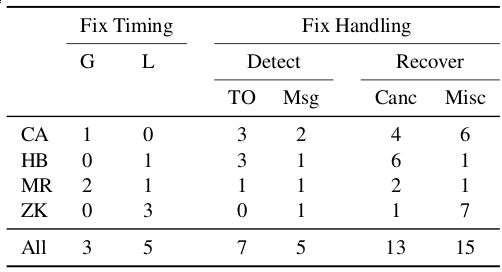 Fix Timing Fix Handling
G L Detect Recover
TO Msg Canc Misc
CA 1 0 3 2 4 6
HB 0 1 3 1 6 1
MR 2 1 1 1 2 1
ZK 0 3 0 1 1 7
All 3 5 7 5 13 15